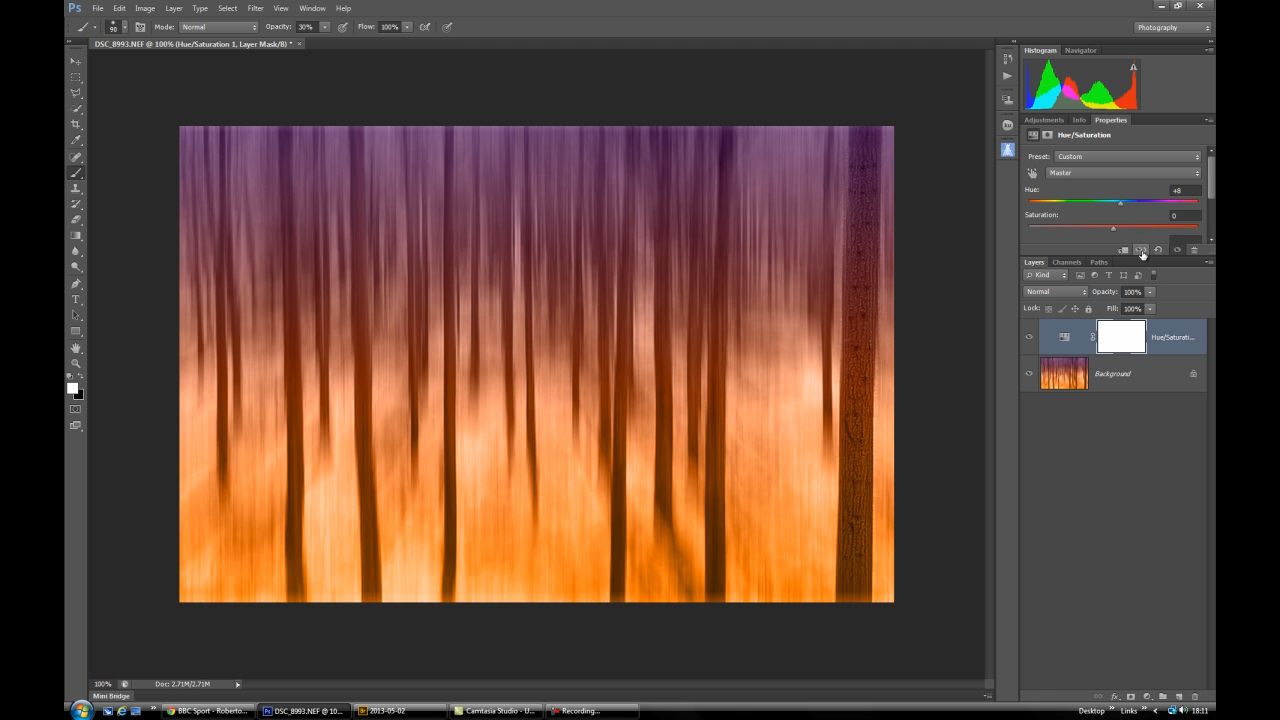 Ps File Edit Image Layer Type Select Filter View Window Help
90 Mode: Normal Opacity: 30% Flow: 100% Photography
DSC_8993.NEF @ 100% (Hue/Saturation 1, Layer Mask/8) * ×
Histogram Navigator
Adjustments Info Properties
Hue/Saturation
Preset: Custom
Master
Hue: +8
Saturation: 0
Layers Channels Paths
Kind
Normal Opacity: 100%
Lock: Fill: 100%
Hue/Saturati...
Background
100% Doc: 2.71M/2.71M
Mini Bridge
BBC Sport - Roberto... Ps DSC_8993.NEF @ 10... 2013-05-02 Camtasia Studio - U... Recording... Desktop » Links » 18:11